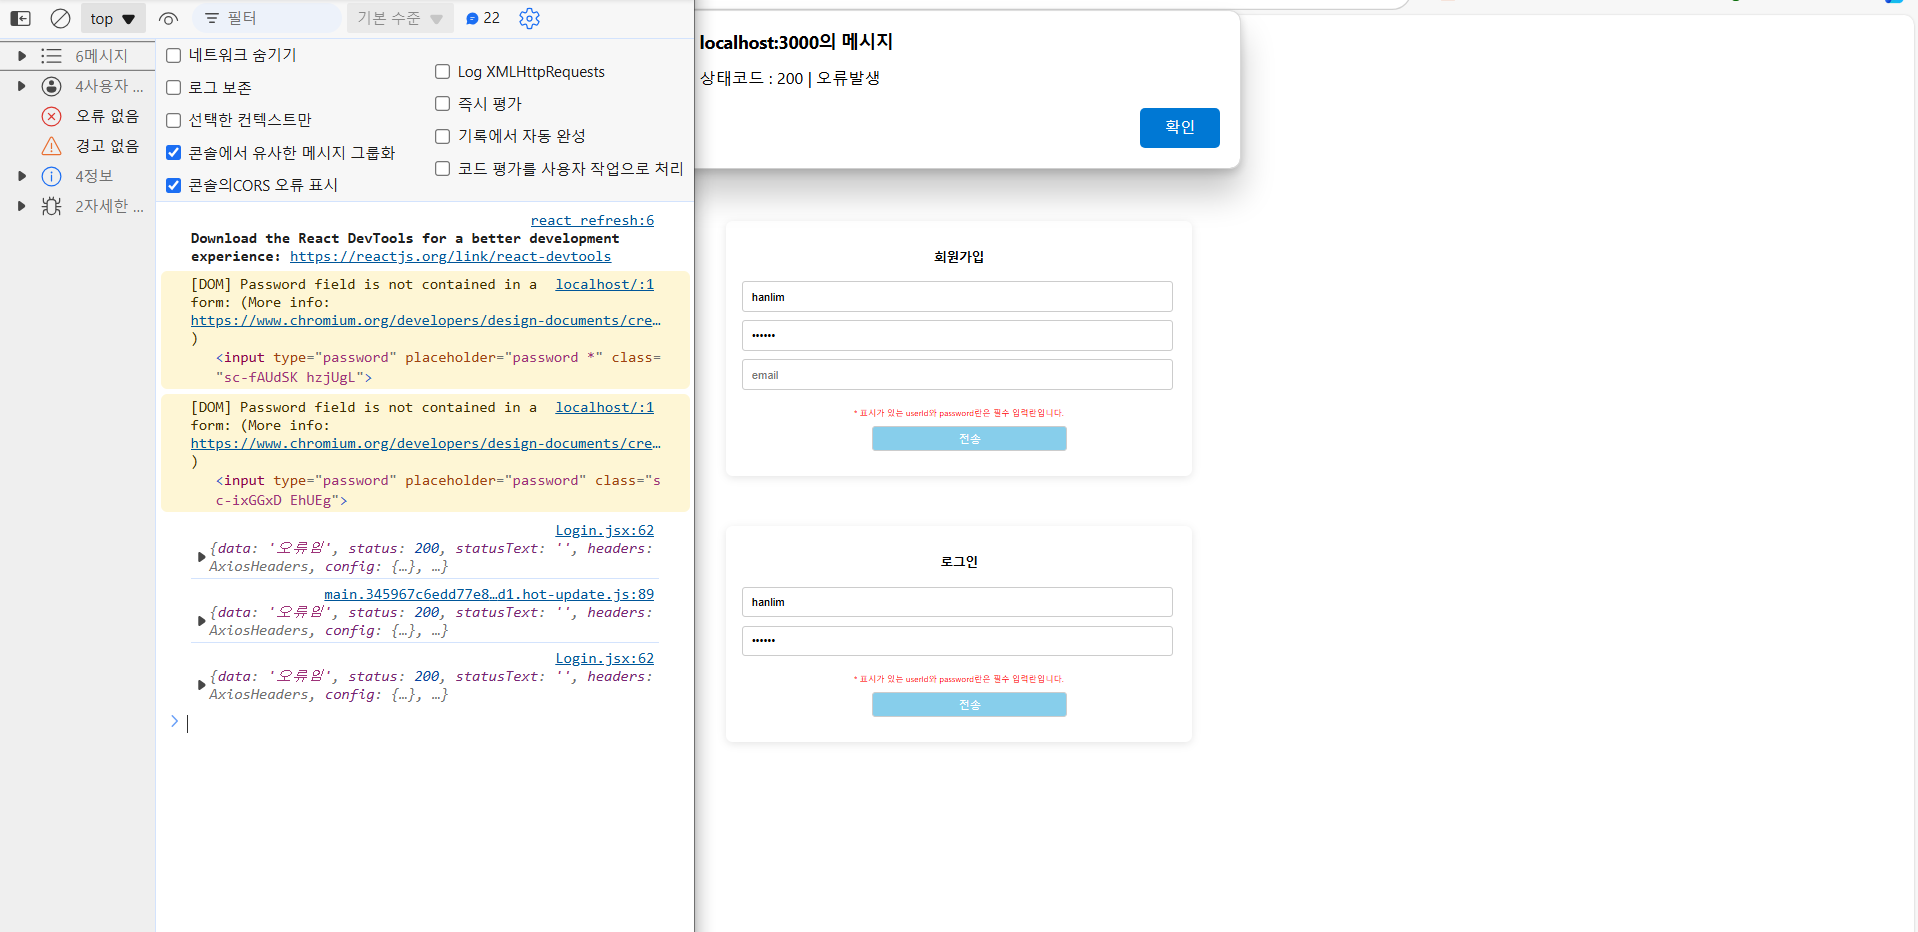 top
필터
기본 수준
22
6메시지
4사용자 ...
오류 없음
경고 없음
4정보
2자세한 ...
네트워크 숨기기
로그 보존
선택한 컨텍스트만
콘솔에서 유사한 메시지 그룹화
콘솔의CORS 오류 표시
Log XMLHttpRequests
즉시 평가
기록에서 자동 완성
코드 평가를 사용자 작업으로 처리
react refresh:6
Download the React DevTools for a better development
experience: https://reactjs.org/link/react-devtools
[DOM] Password field is not contained in a localhost/:1
form: (More info:
https://www.chromium.org/developers/design-documents/cre…
)
<input type="password" placeholder="password *" class=
"sc-fAUdSK hzjUgL">
[DOM] Password field is not contained in a localhost/:1
form: (More info:
https://www.chromium.org/developers/design-documents/cre…
)
<input type="password" placeholder="password" class="s
c-ixGGxD EhUEg">
Login.jsx:62
{data: '오류임', status: 200, statusText: '', headers:
AxiosHeaders, config: {…}, …}
main.345967c6edd77e8…d1.hot-update.js:89
{data: '오류임', status: 200, statusText: '', headers:
AxiosHeaders, config: {…}, …}
Login.jsx:62
{data: '오류임', status: 200, statusText: '', headers:
AxiosHeaders, config: {…}, …}
localhost:3000의 메시지
상태코드 : 200 | 오류발생
확인
회원가입
hanlim
••••••
email
* 표시가 있는 userId와 password란은 필수 입력란입니다.
전송
로그인
hanlim
••••••
* 표시가 있는 userId와 password란은 필수 입력란입니다.
전송